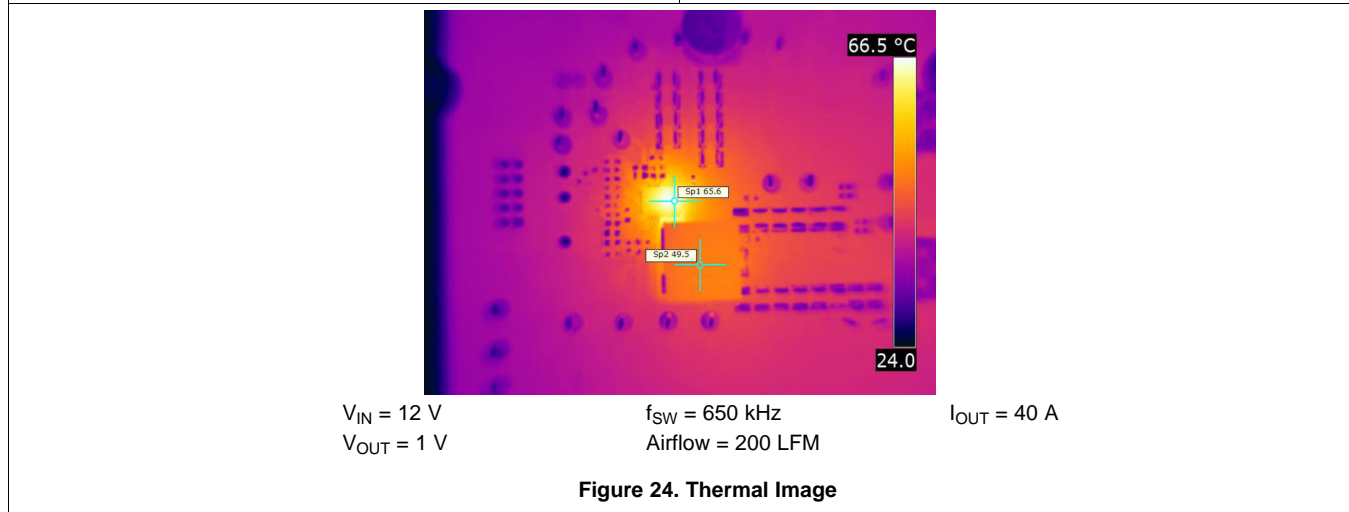 66.5 °C
Sp1 65.6
Sp2 49.5
24.0
V_IN = 12 V f_SW = 650 kHz I_OUT = 40 A
V_OUT = 1 V Airflow = 200 LFM
Figure 24. Thermal Image